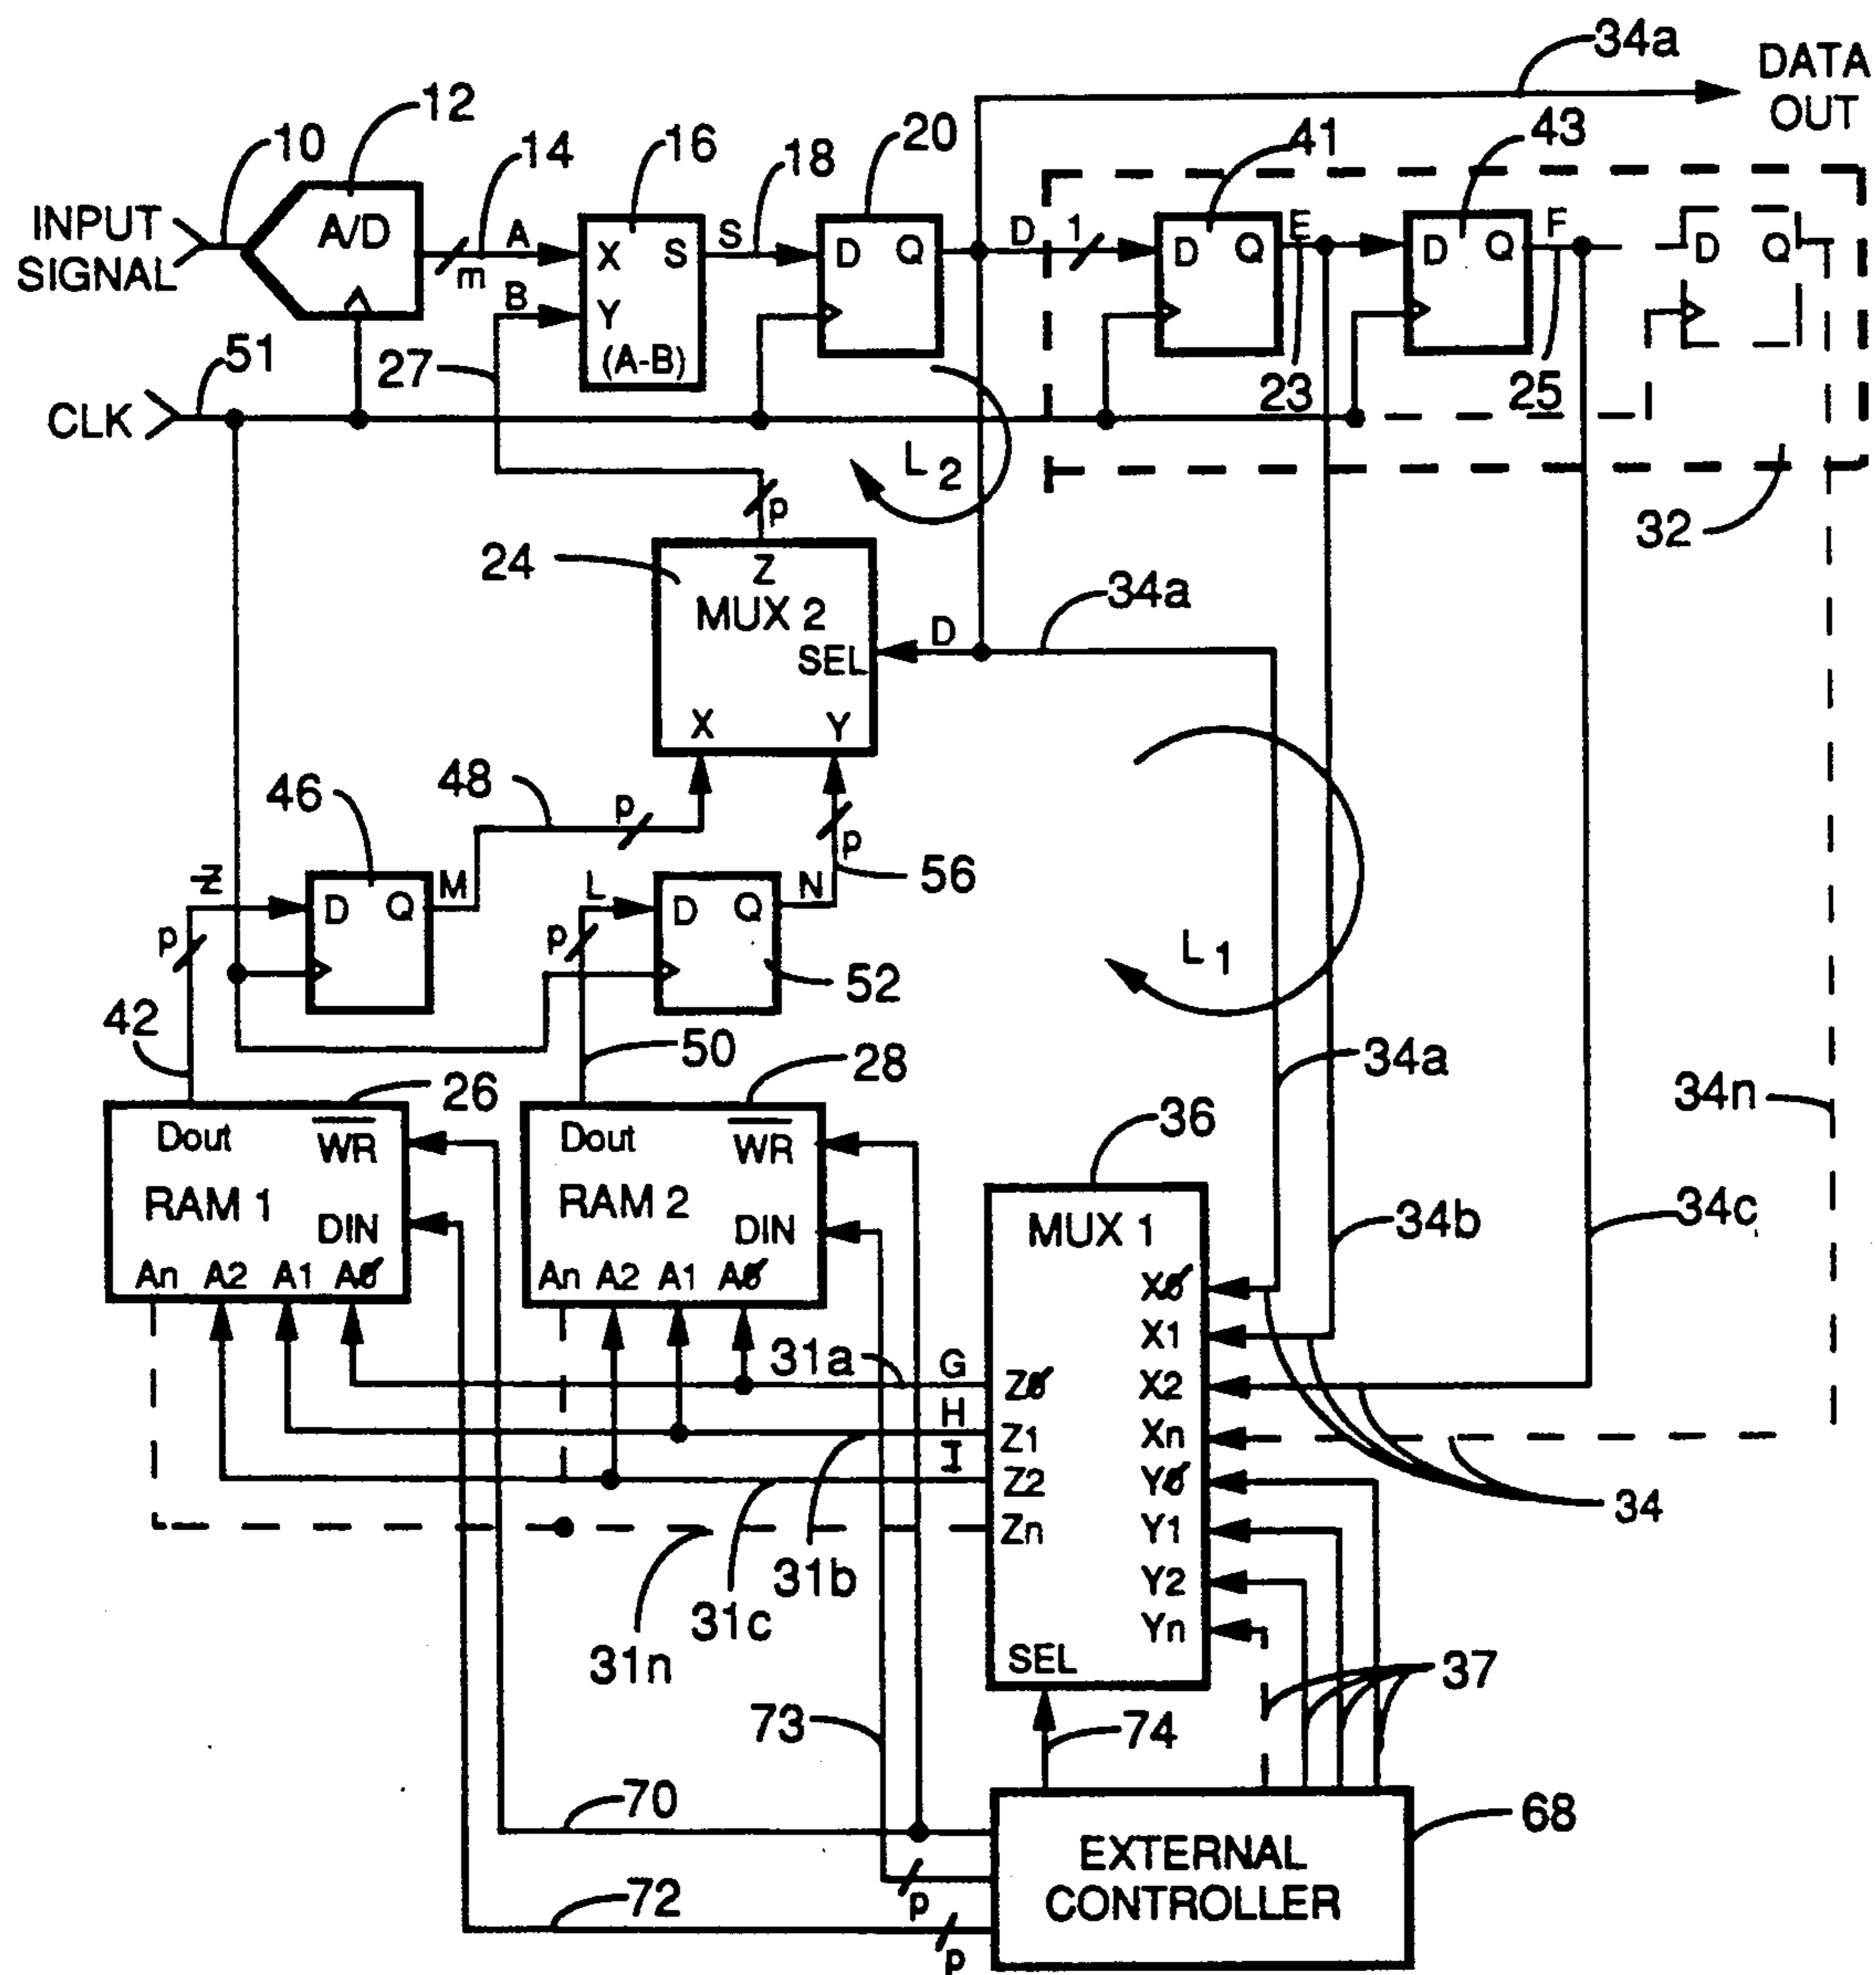 34a
DATA
OUT
12
10
14
16
18
20
41
43
INPUT
SIGNAL
A/D
m
A
B
X
Y
S
(A-B)
S
D
Q
D
1
D
Q
E
D
Q
F
D
Q
27
51
CLK
23
25
L2
32
p
24
Z
MUX 2
SEL
X
Y
D
34a
46
48
p
p
56
Z
D
Q
M
L
D
Q
N
p
p
52
L1
42
50
28
26
34a
34n
36
34b
34c
Dout
WR
RAM 1
DIN
An
A2
A1
A0
Dout
WR
RAM 2
DIN
An
A2
A1
A0
MUX 1
X0
X1
X2
Xn
Y0
Y1
Y2
Yn
Z0
Z1
Z2
Zn
SEL
31a
G
H
I
34
31b
31c
31n
37
73
74
70
68
p
EXTERNAL
CONTROLLER
72
p